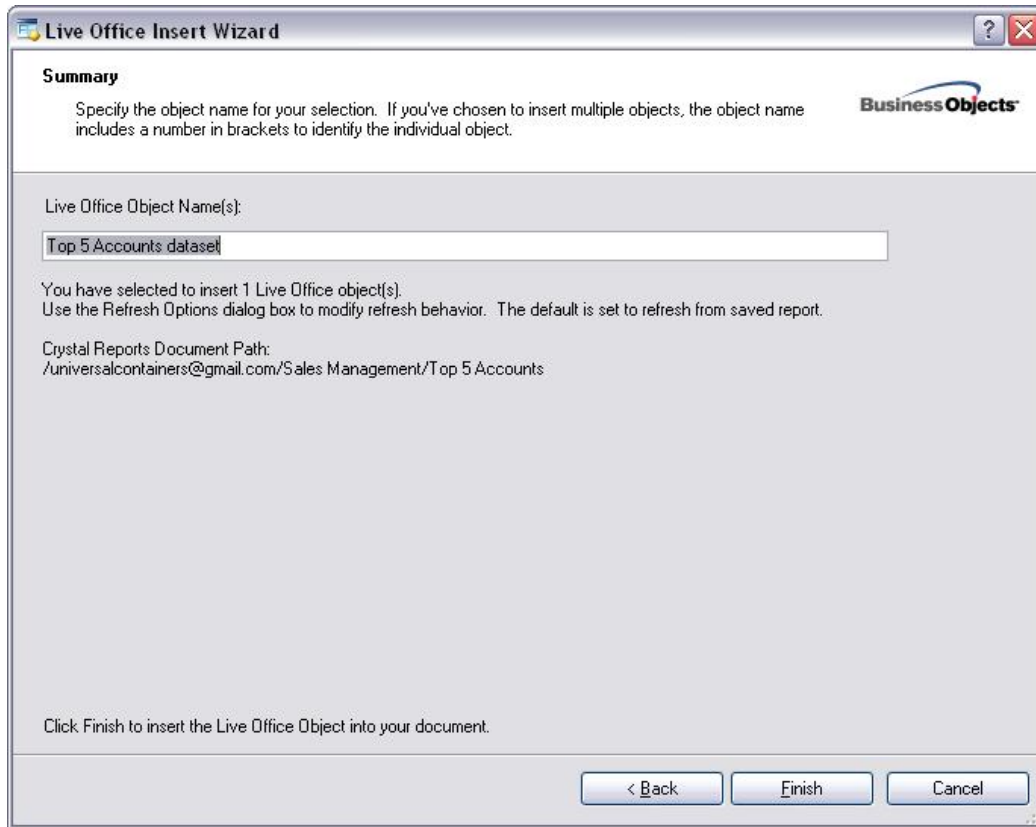 Live Office Insert Wizard
?
Summary
Specify the object name for your selection. If you've chosen to insert multiple objects, the object name
includes a number in brackets to identify the individual object.
Business Objects
Live Office Object Name(s):
Top 5 Accounts dataset
You have selected to insert 1 Live Office object(s).
Use the Refresh Options dialog box to modify refresh behavior. The default is set to refresh from saved report.
Crystal Reports Document Path:
/universalcontainers@gmail.com/Sales Management/Top 5 Accounts
Click Finish to insert the Live Office Object into your document.
< Back Finish Cancel